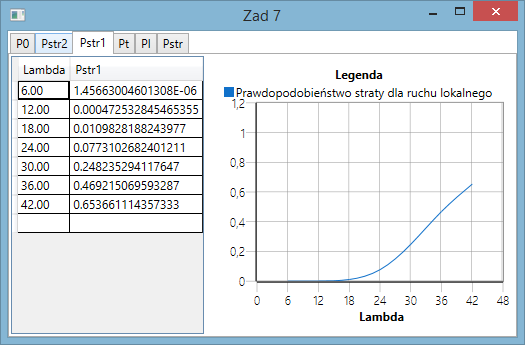 Zad 7
P0 Pstr2 Pstr1 Pt Pl Pstr
Lambda Pstr1
6.00 1.45663004601308E-06
12.00 0.000472532845465355
18.00 0.0109828188243977
24.00 0.0773102682401211
30.00 0.248235294117647
36.00 0.469215069593287
42.00 0.653661114357333
Legenda
Prawdopodobieństwo straty dla ruchu lokalnego
1,2
1
0,8
0,6
0,4
0,2
0
0 6 12 18 24 30 36 42 48
Lambda